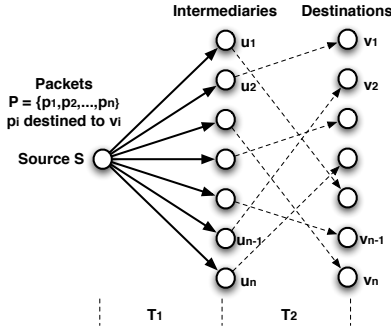 Intermediaries Destinations
Packets
P = {p1,p2,...,pn}
pi destined to vi
Source S
u1
u2
un-1
un
v1
v2
vn-1
vn
T1
T2